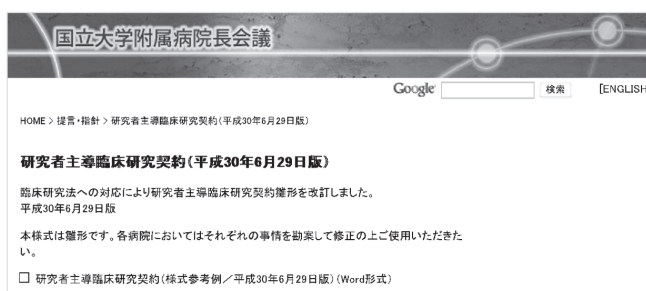 国立大学附属病院長会議
Google 検索 [ENGLISH
HOME > 提言・指針 > 研究者主導臨床研究契約(平成30年6月29日版)
研究者主導臨床研究契約(平成30年6月29日版)
臨床研究法への対応により研究者主導臨床研究契約雛形を改訂しました。
平成30年6月29日版
本様式は雛形です。各病院においてはそれぞれの事情を勘案して修正の上ご使用いただきた
い。
□ 研究者主導臨床研究契約(様式参考例/平成30年6月29日版)(Word形式)